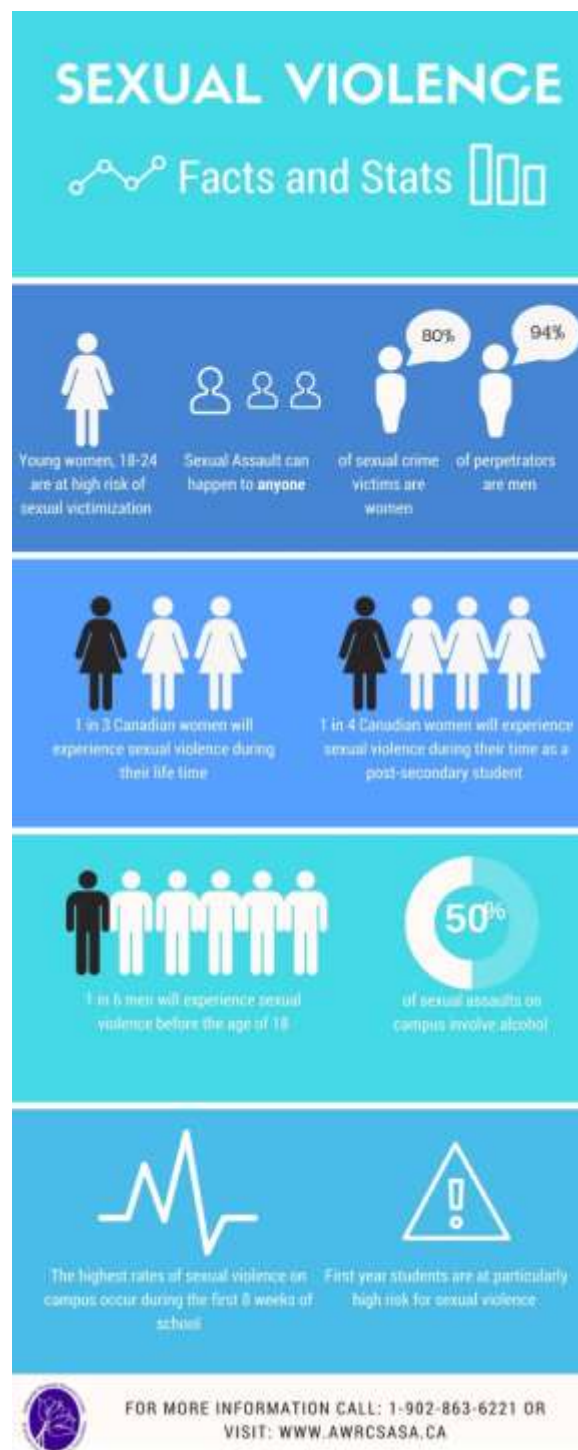 SEXUAL VIOLENCE
Facts and Stats
80%
94%
Young women, 18-24
are at high risk of
sexual victimization
Sexual Assault can
happen to anyone
of sexual crime
victims are
women
of perpetrators
are men
1 in 3 Canadian women will
experience sexual violence during
their life time
1 in 4 Canadian women will experience
sexual violence during their time as a
post-secondary student
1 in 6 men will experience sexual
violence before the age of 18
50%
of sexual assaults on
campus involve alcohol
The highest rates of sexual violence on
campus occur during the first 8 weeks of
school
First year students are at particularly
high risk for sexual violence
FOR MORE INFORMATION CALL: 1-902-863-6221 OR
VISIT: WWW.AWRCSASA.CA